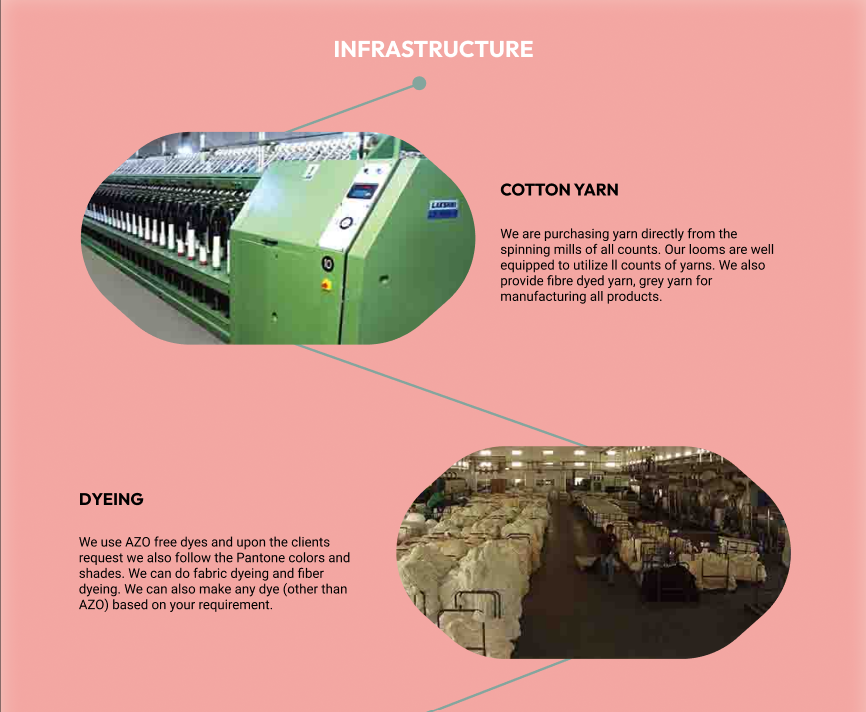 INFRASTRUCTURE
LAKSHMI
10
COTTON YARN
We are purchasing yarn directly from the
spinning mills of all counts. Our looms are well
equipped to utilize ll counts of yarns. We also
provide fibre dyed yarn, grey yarn for
manufacturing all products.
DYEING
We use AZO free dyes and upon the clients
request we also follow the Pantone colors and
shades. We can do fabric dyeing and fiber
dyeing. We can also make any dye (other than
AZO) based on your requirement.